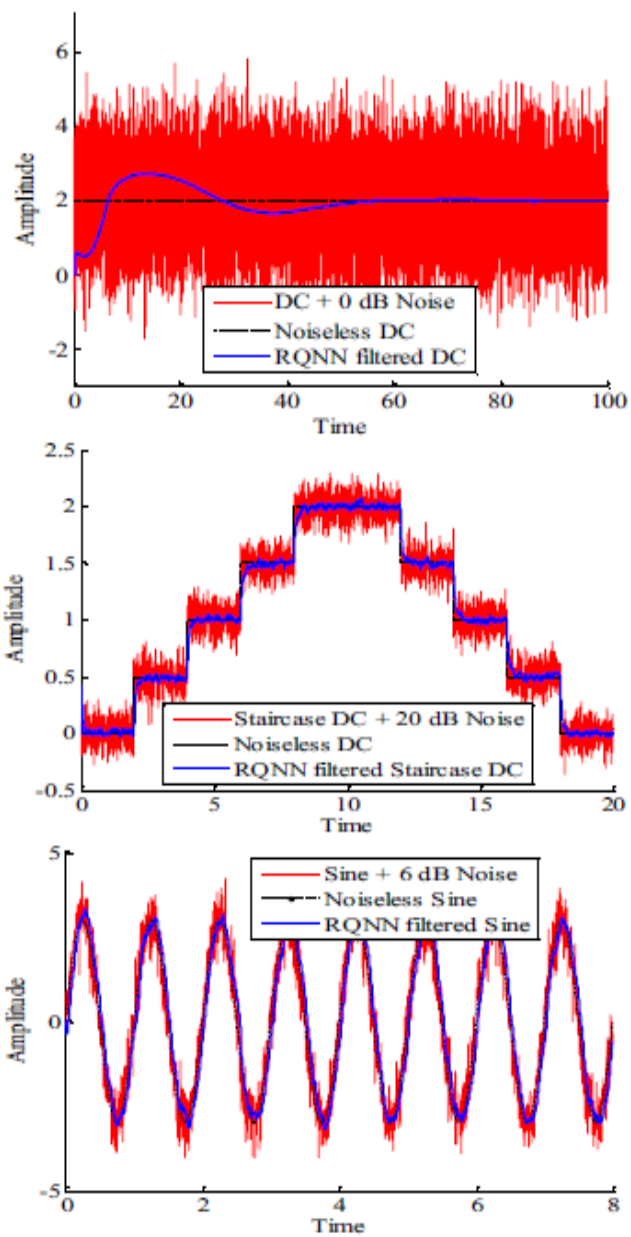 6
4
2
0
-2
Amplitude
DC + 0 dB Noise
Noiseless DC
RQNN filtered DC
0 20 40 60 80 100
Time
2.5
2
1.5
1
0.5
0
-0.5
Amplitude
Staircase DC + 20 dB Noise
Noiseless DC
RQNN filtered Staircase DC
0 5 10 15 20
Time
5
0
-5
Amplitude
Sine + 6 dB Noise
Noiseless Sine
RQNN filtered Sine
0 2 4 6 8
Time